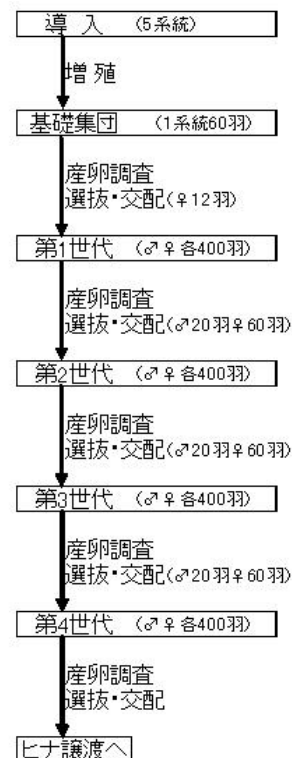 導 入 (5系統)
増 殖
基礎集団 (1系統60羽)
産卵調査
選抜・交配(♀12羽)
第1世代 (♂♀各400羽)
産卵調査
選抜・交配(♂20羽♀60羽)
第2世代 (♂♀各400羽)
産卵調査
選抜・交配(♂20羽♀60羽)
第3世代 (♂♀各400羽)
産卵調査
選抜・交配(♂20羽♀60羽)
第4世代 (♂♀各400羽)
産卵調査
選抜・交配
ヒナ譲渡へ